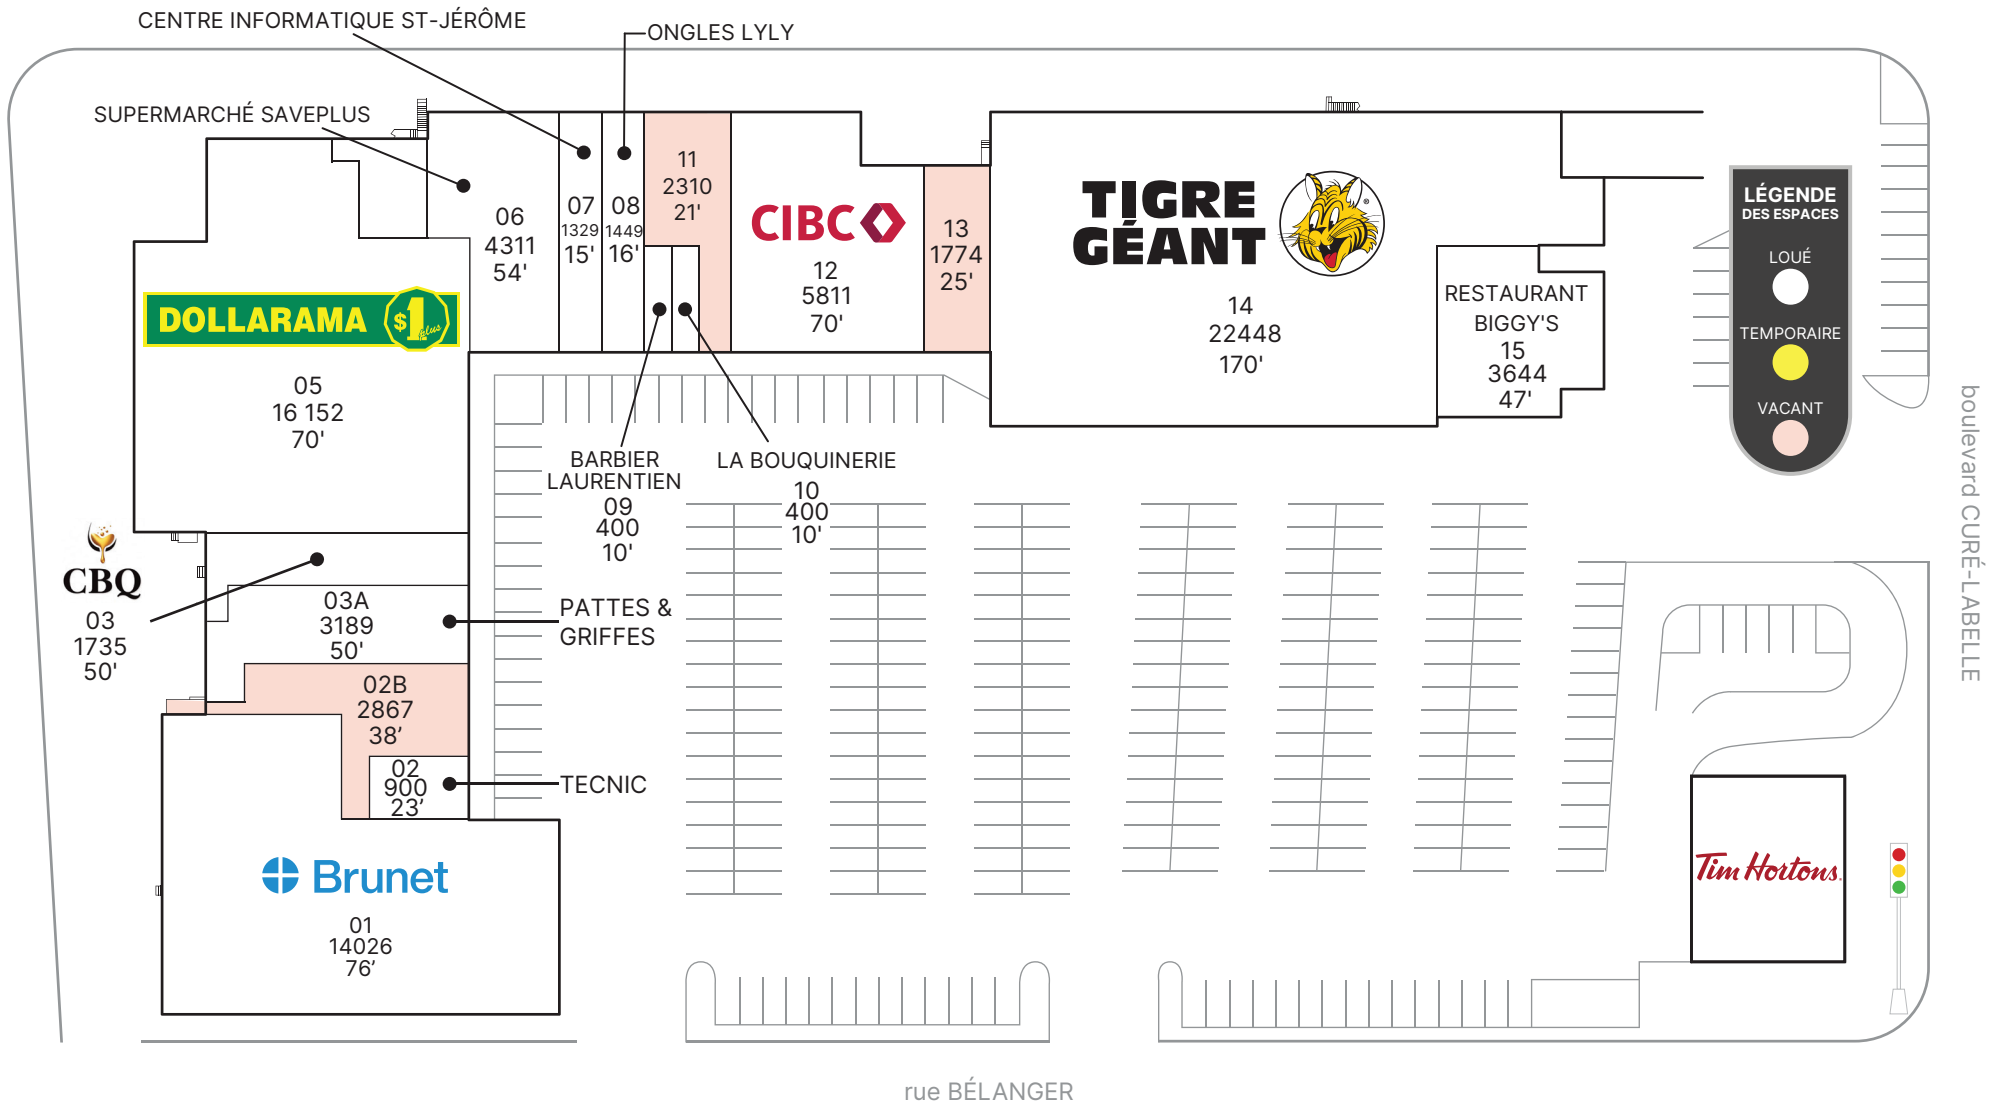 CENTRE INFORMATIQUE ST-JÉRÔME
ONGLES LYLY
SUPERMARCHÉ SAVEPLUS
06
4311
54'
07
1329
15'
08
1449
16'
11
2310
21'
CIBC
12
5811
70'
13
1774
25'
TIGRE
GÉANT
®
14
22448
170'
RESTAURANT
BIGGY'S
15
3644
47'
LÉGENDE
DES ESPACES
LOUÉ
TEMPORAIRE
VACANT
DOLLARAMA $1 plus
05
16 152
70'
BARBIER
LAURENTIEN
09
400
10'
LA BOUQUINERIE
10
400
10'
CBQ
03
1735
50'
03A
3189
50'
PATTES &
GRIFFES
02B
2867
38’
02
900
23’
TECNIC
Brunet
01
14026
76’
Tim Hortons.
boulevard CURÉ-LABELLE
rue BÉLANGER